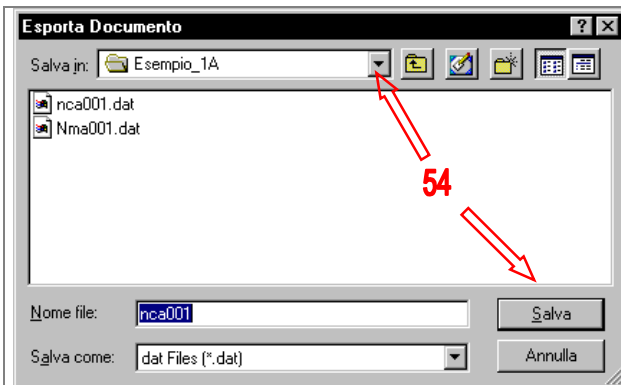 Esporta Documento
Salva in: Esempio_1A
nca001.dat
Nma001.dat
54
Nome file: nca001 Salva
Salva come: dat Files (*.dat) Annulla